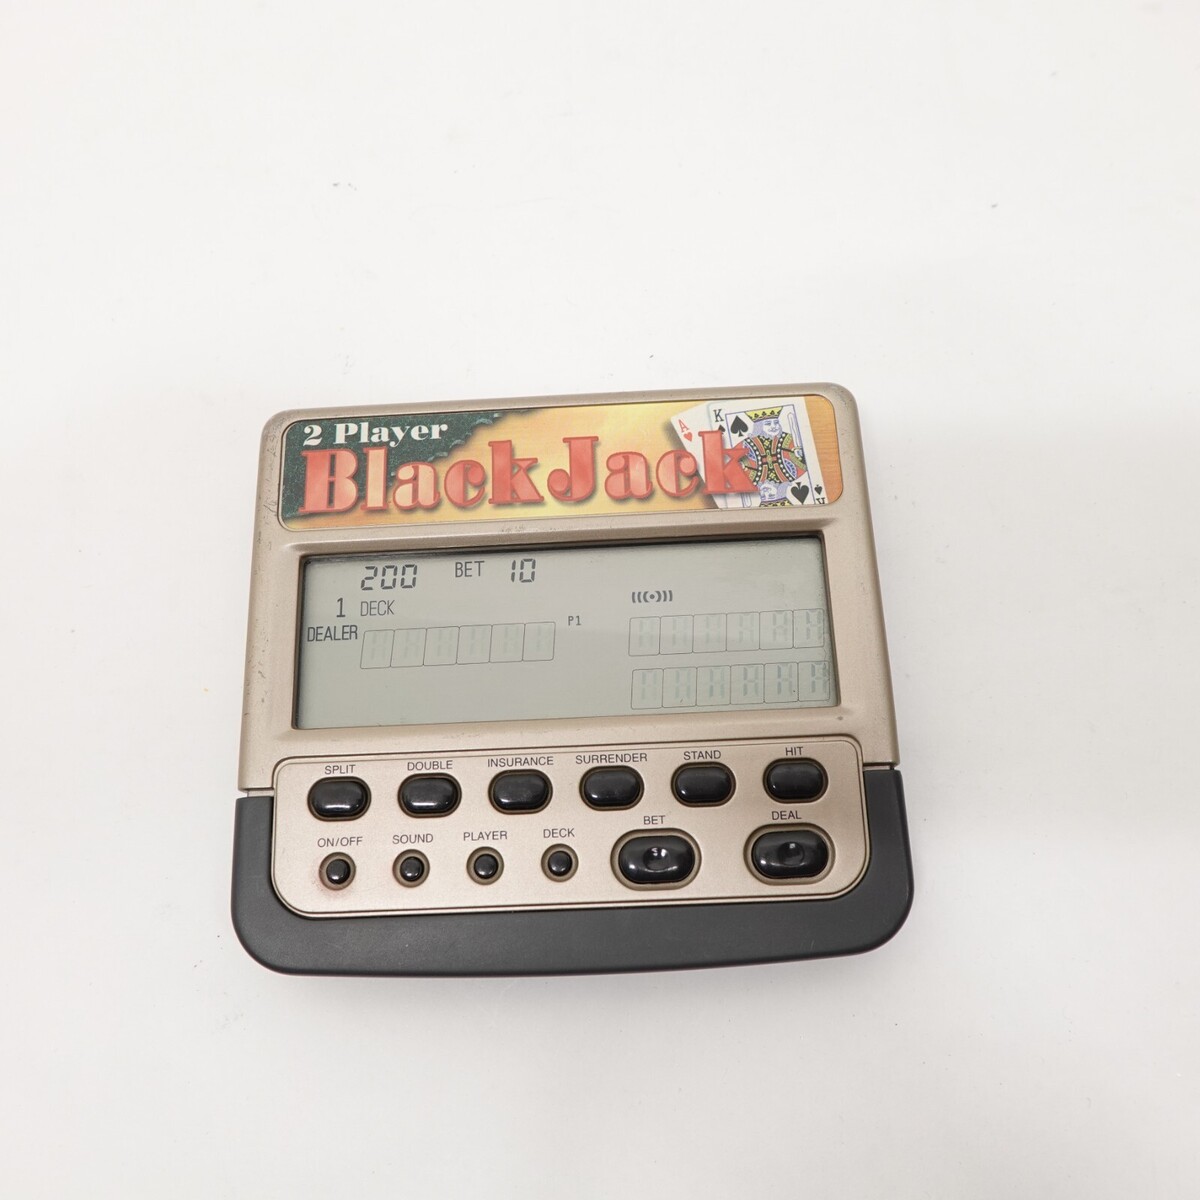 2 Player
BlackJack
A K
K
200 BET 10
1 DECK
DEALER P1
SPLIT DOUBLE INSURANCE SURRENDER STAND HIT
ON/OFF SOUND PLAYER DECK BET DEAL